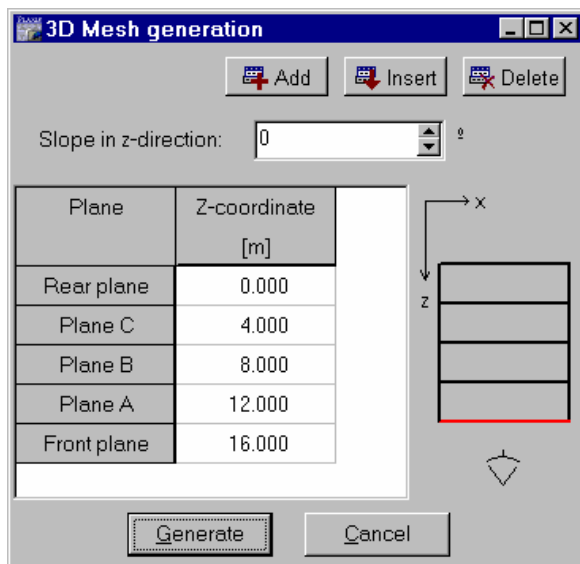 3D Mesh generation
Add Insert Delete
Slope in z-direction: 0 º
Plane Z-coordinate
[m]
Rear plane 0.000
Plane C 4.000
Plane B 8.000
Plane A 12.000
Front plane 16.000
x
z
Generate Cancel